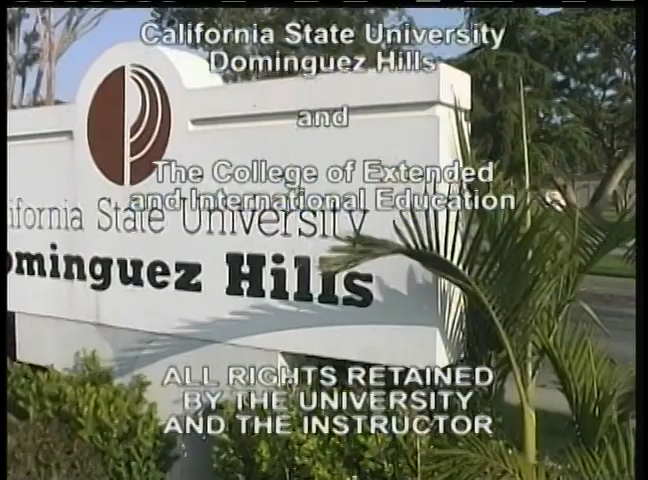 California State University
Dominguez Hills
and
The College of Extended
and International Education
ifornia State University
ominguez Hills
ALL RIGHTS RETAINED
BY THE UNIVERSITY
AND THE INSTRUCTOR